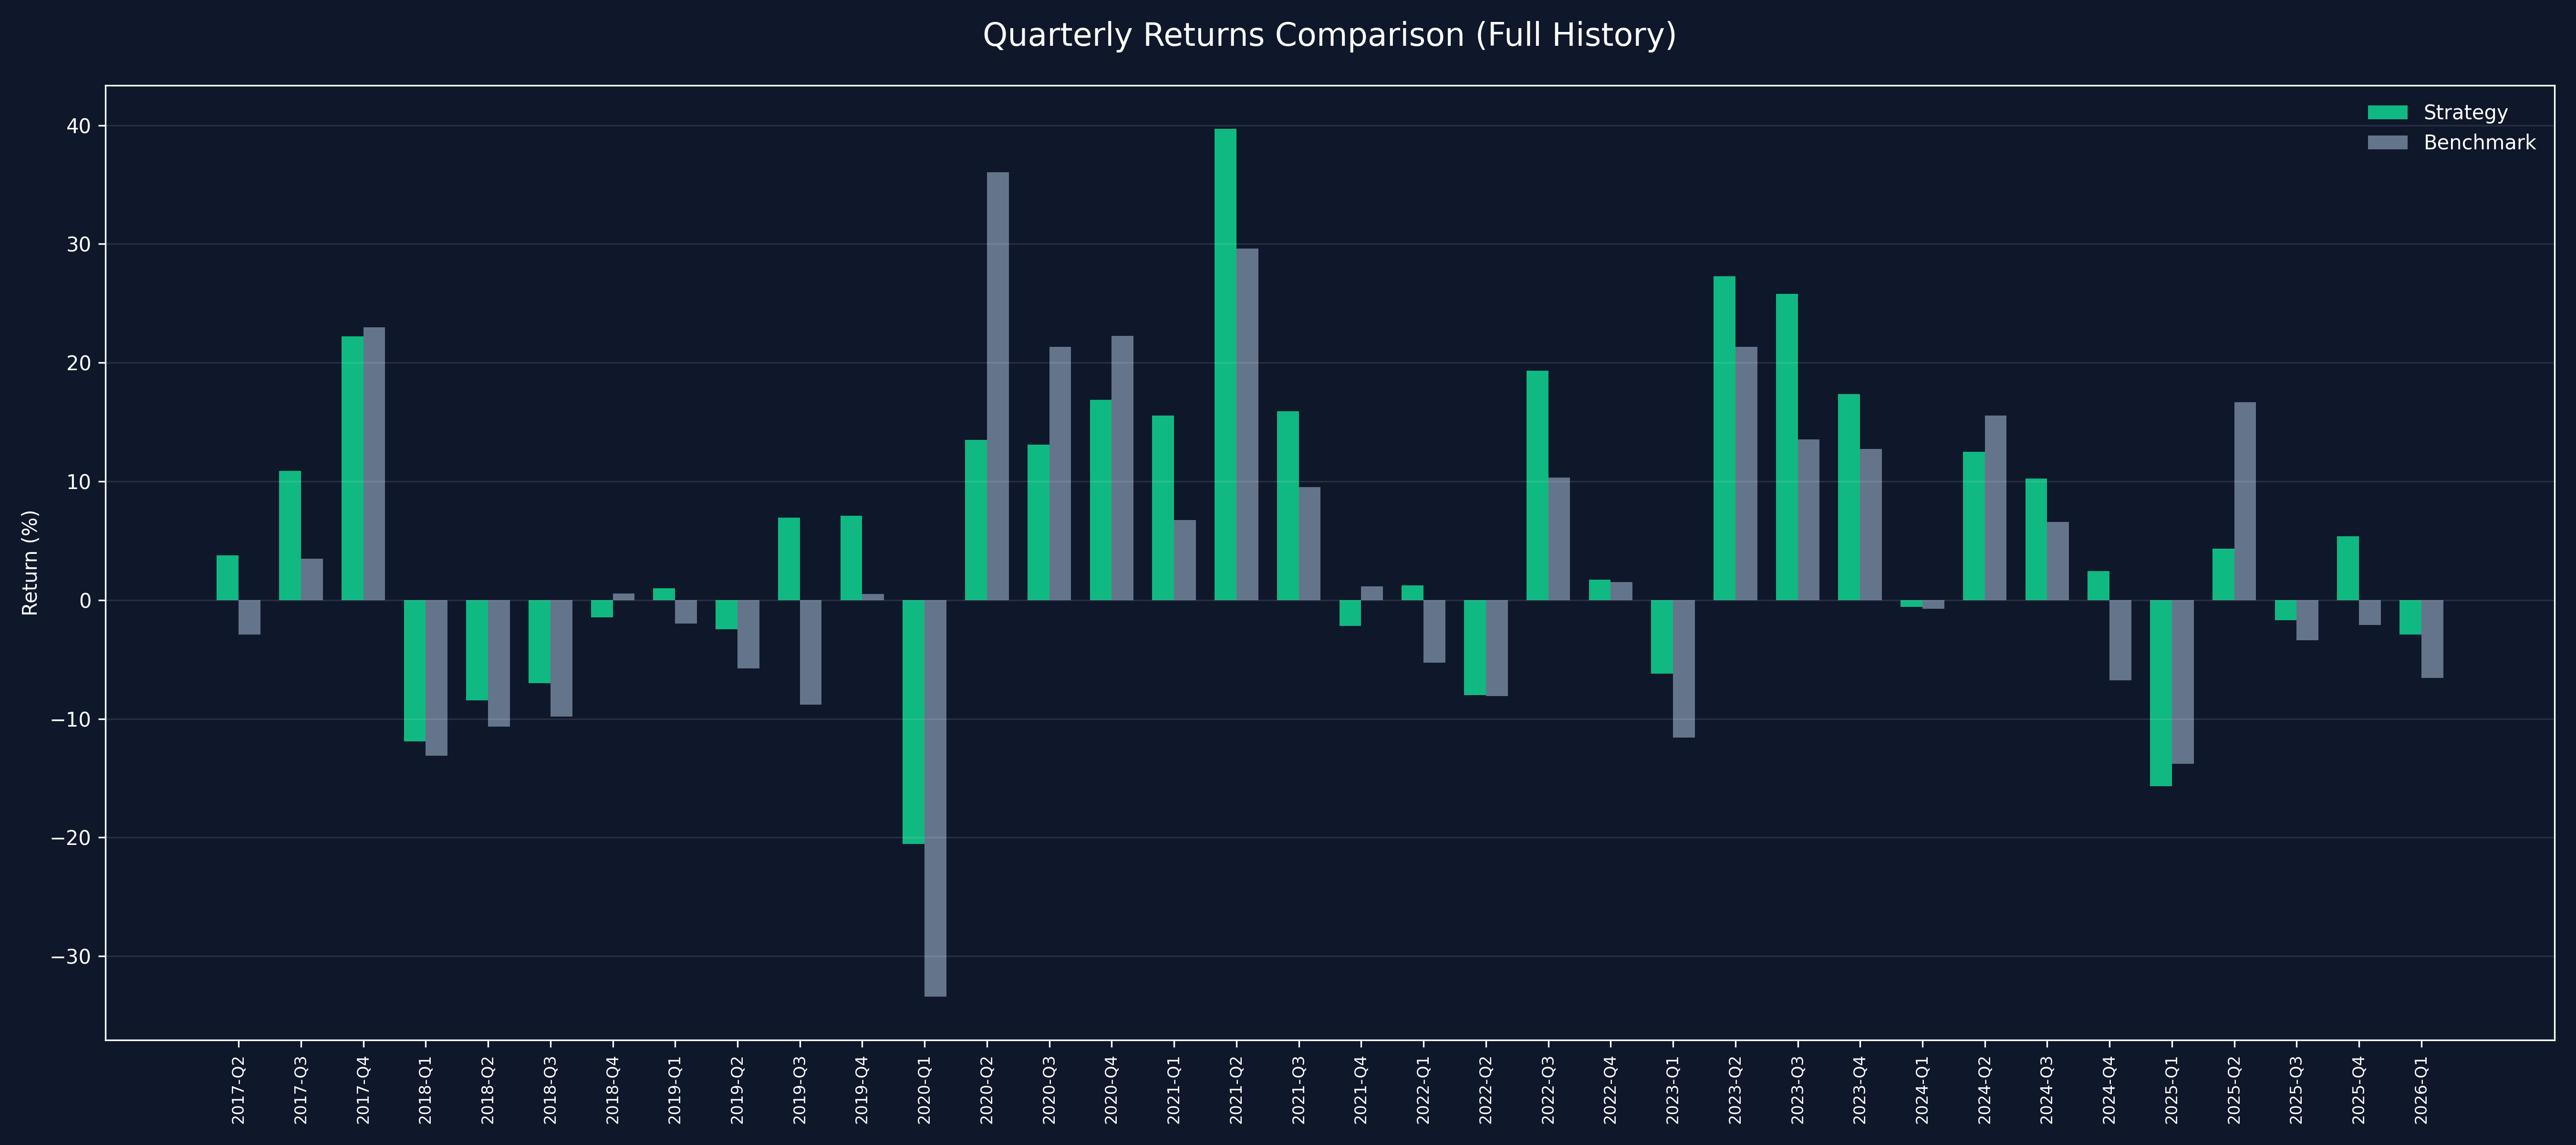 Quarterly Returns Comparison (Full History)
Strategy
Benchmark
Return (%)
40
30
20
10
0
−10
−20
−30
2017-Q2
2017-Q3
2017-Q4
2018-Q1
2018-Q2
2018-Q3
2018-Q4
2019-Q1
2019-Q2
2019-Q3
2019-Q4
2020-Q1
2020-Q2
2020-Q3
2020-Q4
2021-Q1
2021-Q2
2021-Q3
2021-Q4
2022-Q1
2022-Q2
2022-Q3
2022-Q4
2023-Q1
2023-Q2
2023-Q3
2023-Q4
2024-Q1
2024-Q2
2024-Q3
2024-Q4
2025-Q1
2025-Q2
2025-Q3
2025-Q4
2026-Q1